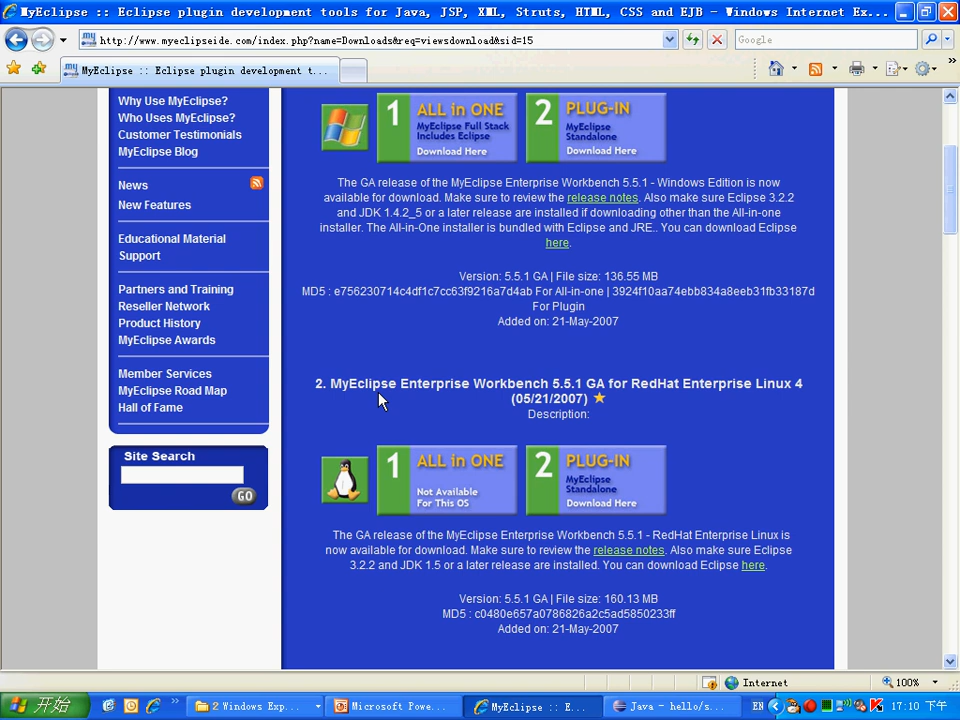 MyEclipse :: Eclipse plugin development tools for Java, JSP, XML, Struts, HTML, CSS and EJB - Windows Internet Ex...
http://www.myeclipseide.com/index.php?name=Downloads&req=viewsdownload&sid=15
Google
MyEclipse :: Eclipse plugin development t...
Why Use MyEclipse?
Who Uses MyEclipse?
Customer Testimonials
MyEclipse Blog
News
New Features
Educational Material
Support
Partners and Training
Reseller Network
Product History
MyEclipse Awards
Member Services
MyEclipse Road Map
Hall of Fame
Site Search
GO
1 ALL in ONE
MyEclipse Full Stack
Includes Eclipse
Download Here
2 PLUG-IN
MyEclipse
Standalone
Download Here
The GA release of the MyEclipse Enterprise Workbench 5.5.1 - Windows Edition is now
available for download. Make sure to review the release notes. Also make sure Eclipse 3.2.2
and JDK 1.4.2_5 or a later release are installed if downloading other than the All-in-one
installer. The All-in-One installer is bundled with Eclipse and JRE.. You can download Eclipse
here.
Version: 5.5.1 GA | File size: 136.55 MB
MD5 : e756230714c4df1c7cc63f9216a7d4ab For All-in-one | 3924f10aa74ebb834a8eeb31fb33187d
For Plugin
Added on: 21-May-2007
2. MyEclipse Enterprise Workbench 5.5.1 GA for RedHat Enterprise Linux 4
(05/21/2007)
Description:
1 ALL in ONE
Not Available
For This OS
2 PLUG-IN
MyEclipse
Standalone
Download Here
The GA release of the MyEclipse Enterprise Workbench 5.5.1 - RedHat Enterprise Linux is
now available for download. Make sure to review the release notes. Also make sure Eclipse
3.2.2 and JDK 1.5 or a later release are installed. You can download Eclipse here.
Version: 5.5.1 GA | File size: 160.13 MB
MD5 : c0480e657a0786826a2c5ad5850233ff
Added on: 21-May-2007
Internet
100%
开始
2 Windows Exp...
Microsoft Powe...
MyEclipse :: E...
Java - hello/s...
EN
17:10 下午